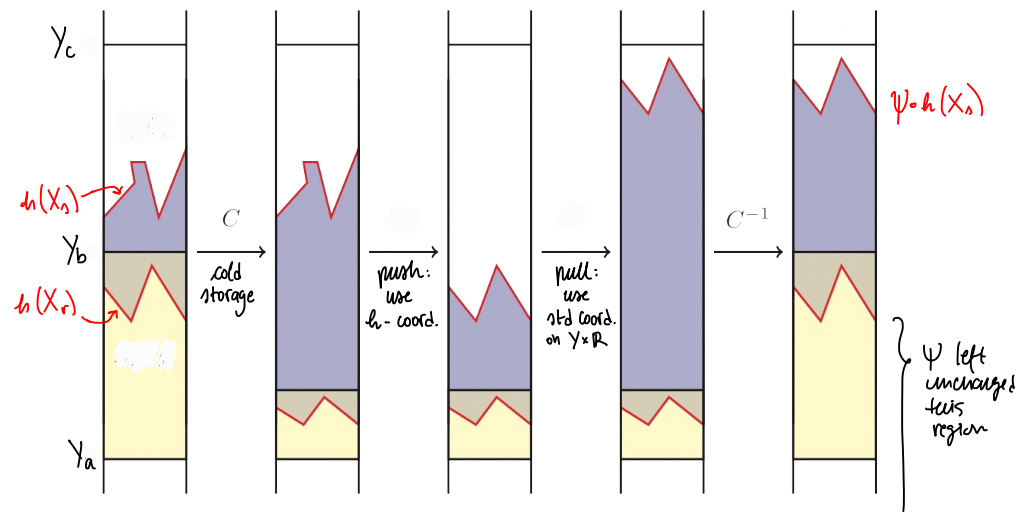 Y_c
h(X_s)
Y_b
h(X_r)
Y_a
C
cold
storage
push:
use
h-coord.
pull:
use
std coord.
on Y×ℝ
C^{-1}
ψ∘h(X_s)
ψ left
unchanged
this
region